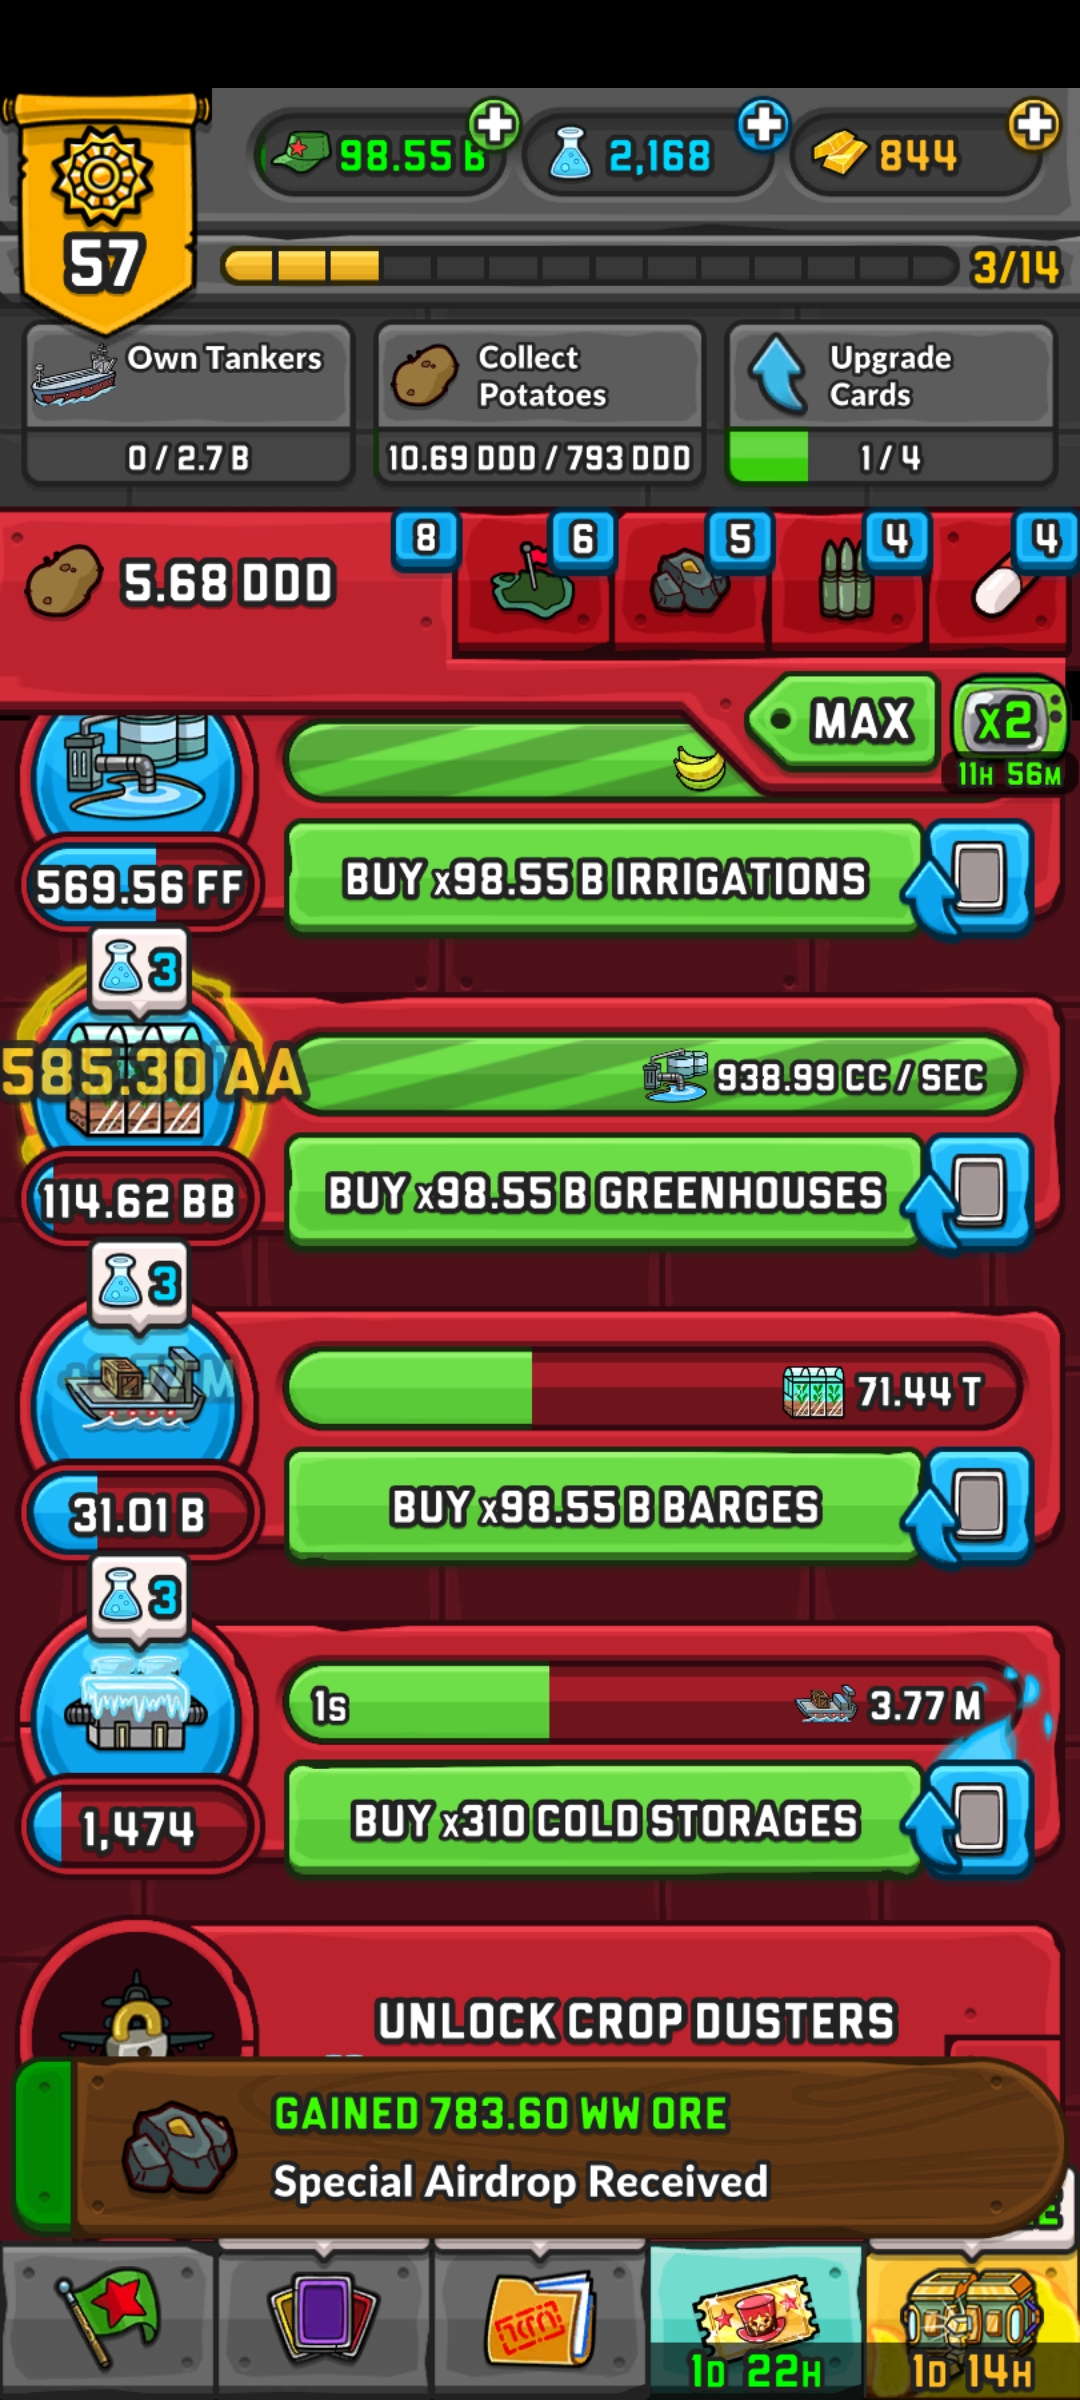 98.55 B
2,168
844
57
3/14
Own Tankers
0 / 2.7 B
Collect
Potatoes
10.69 DDD / 793 DDD
Upgrade
Cards
1 / 4
5.68 DDD
8
6
5
4
4
MAX
x2
11H 56M
569.56 FF
BUY x98.55 B IRRIGATIONS
3
585.30 AA
938.99 CC / SEC
114.62 BB
BUY x98.55 B GREENHOUSES
3
71.44 T
31.01 B
BUY x98.55 B BARGES
3
1s
3.77 M
1,474
BUY x310 COLD STORAGES
UNLOCK CROP DUSTERS
GAINED 783.60 WW ORE
Special Airdrop Received
1D 22H
1D 14H